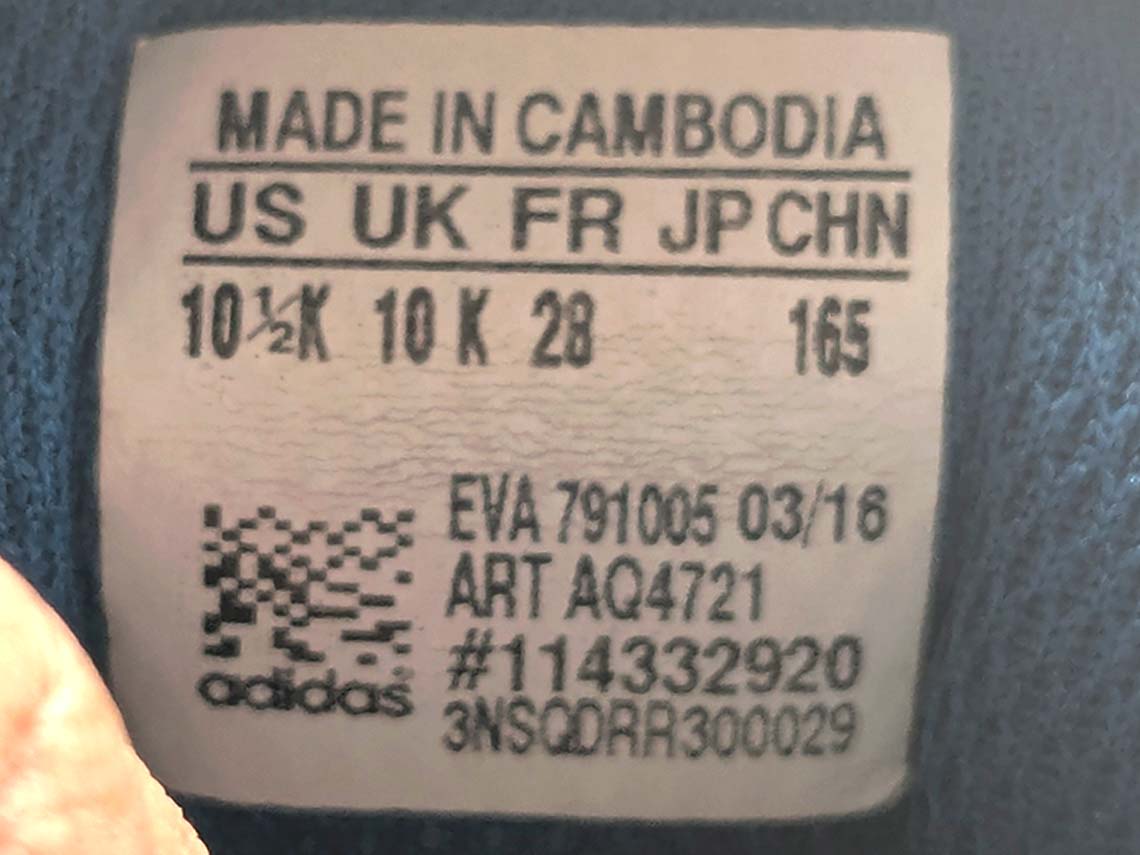 MADE IN CAMBODIA
US UK FR JP CHN
10½K 10 K 28 165
EVA 791005 03/16
ART AQ4721
#114332920
adidas
3NSQDRR300029